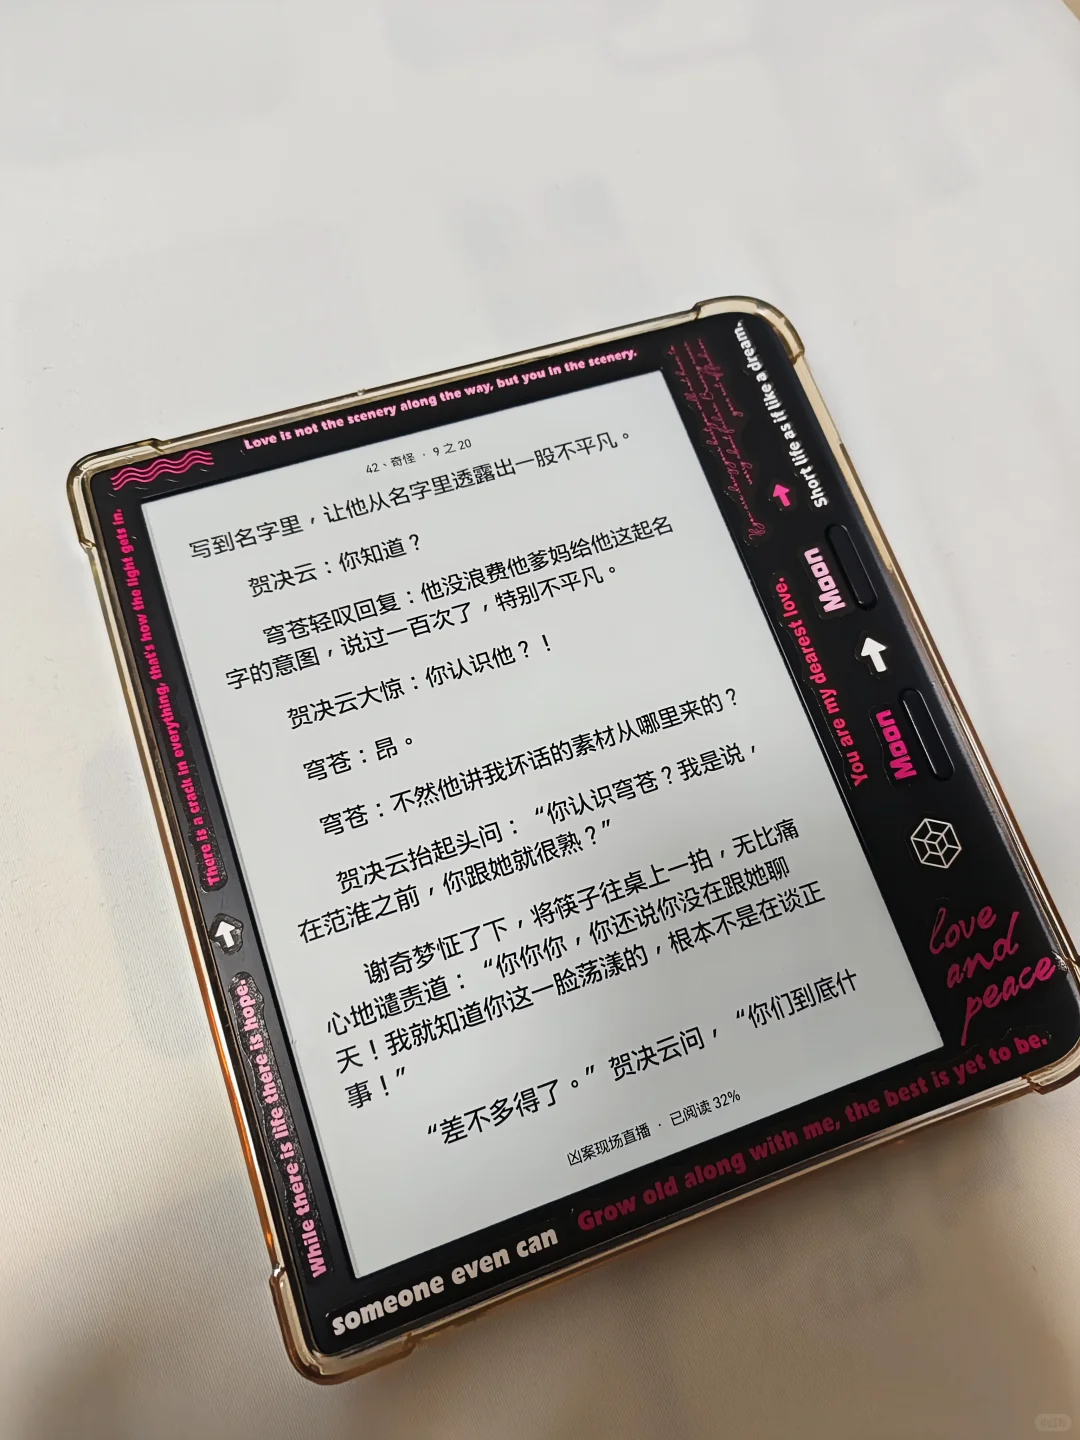 Love is not the scenery along the way, but you in the scenery.
42、奇怪 · 9 之 20
写到名字里，让他从名字里透露出一股不平凡。
贺决云：你知道？
穹苍轻叹回复：他没浪费他爹妈给他这起名
字的意图，说过一百次了，特别不平凡。
贺决云大惊：你认识他？！
穹苍：昂。
穹苍：不然他讲我坏话的素材从哪里来的？
贺决云抬起头问：“你认识穹苍？我是说，
在范淮之前，你跟她就很熟？”
谢奇梦怔了下，将筷子往桌上一拍，无比痛
心地谴责道：“你你你，你还说你没在跟她聊
天！我就知道你这一脸荡漾的，根本不是在谈正
事！”
“差不多得了。”贺决云问，“你们到底什
凶案现场直播 · 已阅读 32%
There is a crack in everything, that's how the light gets in.
While there is life there is hope.
someone even can
Grow old along with me, the best is yet to be.
Short life as if like a dream.
You are my dearest love.
Moon
Moon
love
and
peace